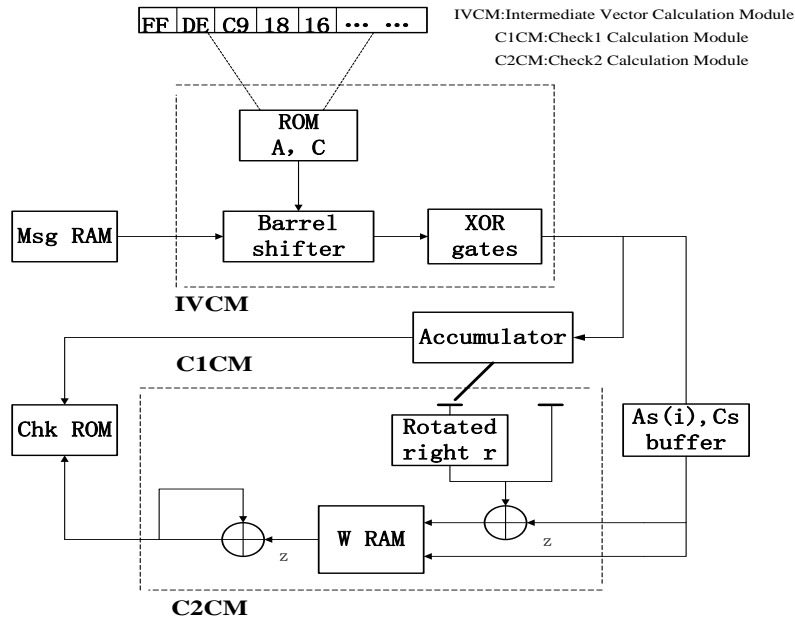 FF DE C9 18 16 ... ...
IVCM:Intermediate Vector Calculation Module
C1CM:Check1 Calculation Module
C2CM:Check2 Calculation Module
ROM
A, C
Msg RAM
Barrel
shifter
XOR
gates
IVCM
Accumulator
C1CM
Chk ROM
Rotated
right r
As(i),Cs
buffer
W RAM
z
z
C2CM